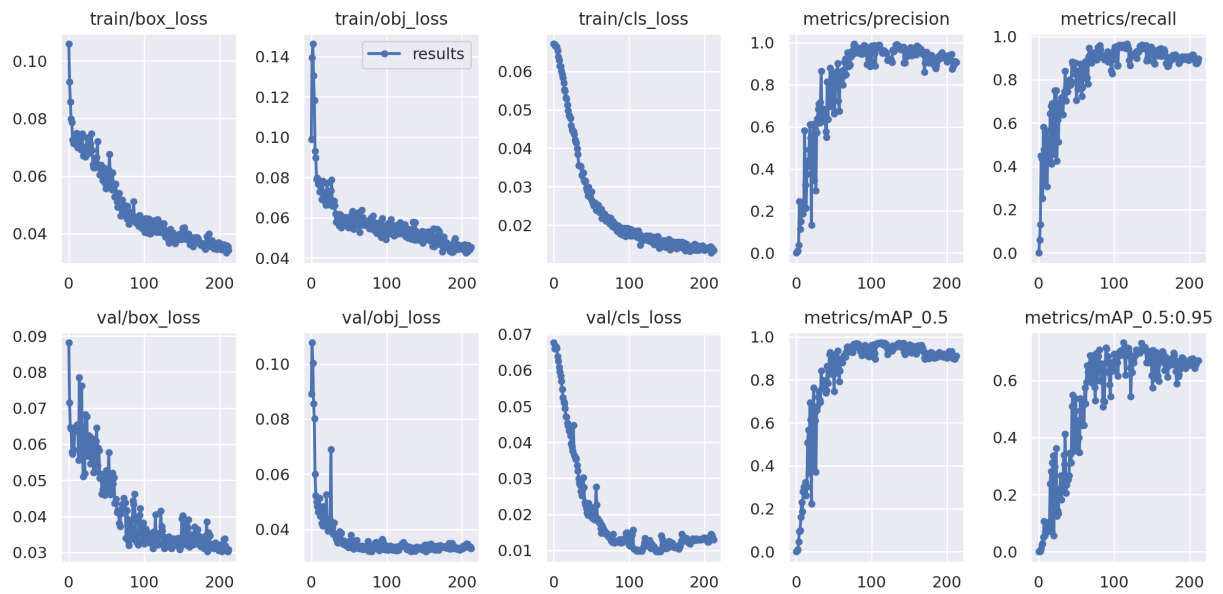 train/box_loss
train/obj_loss
train/cls_loss
metrics/precision
metrics/recall
0.10
0.08
0.06
0.04
0 100 200
0.14
0.12
0.10
0.08
0.06
0.04
results
0 100 200
0.06
0.05
0.04
0.03
0.02
0 100 200
1.0
0.8
0.6
0.4
0.2
0.0
0 100 200
1.0
0.8
0.6
0.4
0.2
0.0
0 100 200
val/box_loss
val/obj_loss
val/cls_loss
metrics/mAP_0.5
metrics/mAP_0.5:0.95
0.09
0.08
0.07
0.06
0.05
0.04
0.03
0 100 200
0.10
0.08
0.06
0.04
0 100 200
0.07
0.06
0.05
0.04
0.03
0.02
0.01
0 100 200
1.0
0.8
0.6
0.4
0.2
0.0
0 100 200
0.6
0.4
0.2
0.0
0 100 200